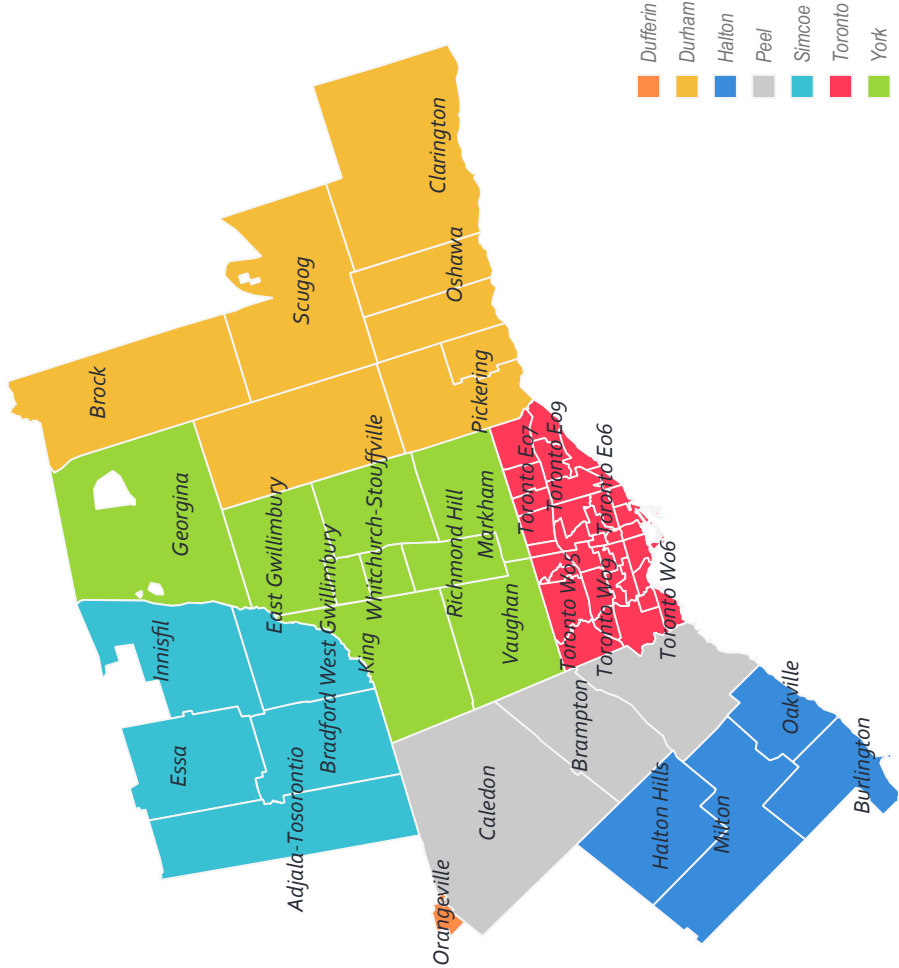 Brock
Innisfil
Essa
Georgina
East Gwillimbury
Adjala-Tosorontio
Scugog
Bradford West Gwillimbury
King
Whitchurch-Stouffville
Clarington
Orangeville
Richmond Hill
Oshawa
Pickering
Markham
Caledon
Vaughan
Toronto E07
Toronto E09
Toronto W05
Brampton
Toronto W09
Toronto E06
Halton Hills
Toronto W06
Milton
Oakville
Burlington
Dufferin
Durham
Halton
Peel
Simcoe
Toronto
York